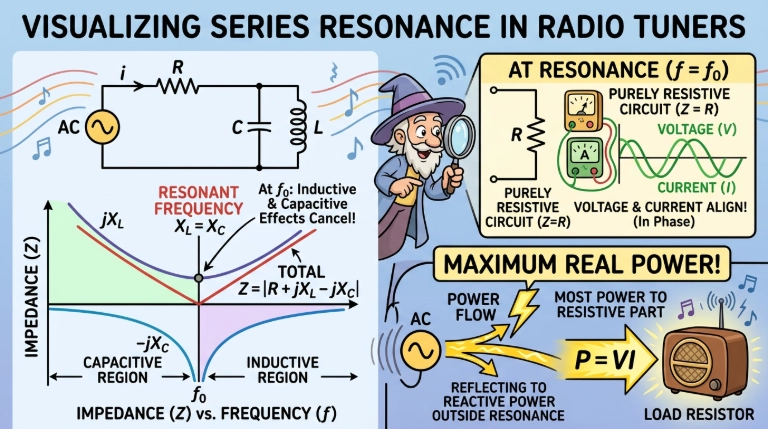 VISUALIZING SERIES RESONANCE IN RADIO TUNERS
i
R
AC
C
L
RESONANT
FREQUENCY
X_L = X_C
At f₀: Inductive
& Capacitive
Effects Cancel!
jX_L
TOTAL
Z = |R + jX_L − jX_C|
IMPEDANCE (Z)
−jX_C
CAPACITIVE
REGION
INDUCTIVE
REGION
f₀
IMPEDANCE (Z) vs. FREQUENCY (f)
AT RESONANCE (f = f₀)
R
PURELY RESISTIVE
CIRCUIT (Z=R)
PURELY RESISTIVE
CIRCUIT (Z = R)
A
VOLTAGE (V)
CURRENT (I)
VOLTAGE & CURRENT ALIGN!
(In Phase)
MAXIMUM REAL POWER!
AC
POWER
FLOW
MOST POWER TO
RESISTIVE PART
P = VI
REFLECTING TO
REACTIVE POWER
OUTSIDE RESONANCE
LOAD RESISTOR